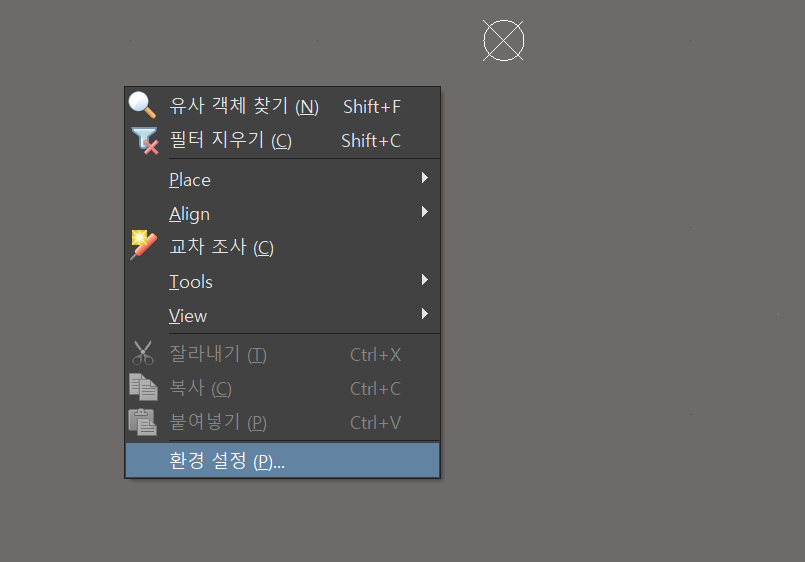 유사 객체 찾기 (N) Shift+F
필터 지우기 (C) Shift+C
Place
Align
교차 조사 (C)
Tools
View
잘라내기 (T) Ctrl+X
복사 (C) Ctrl+C
붙여넣기 (P) Ctrl+V
환경 설정 (P)...